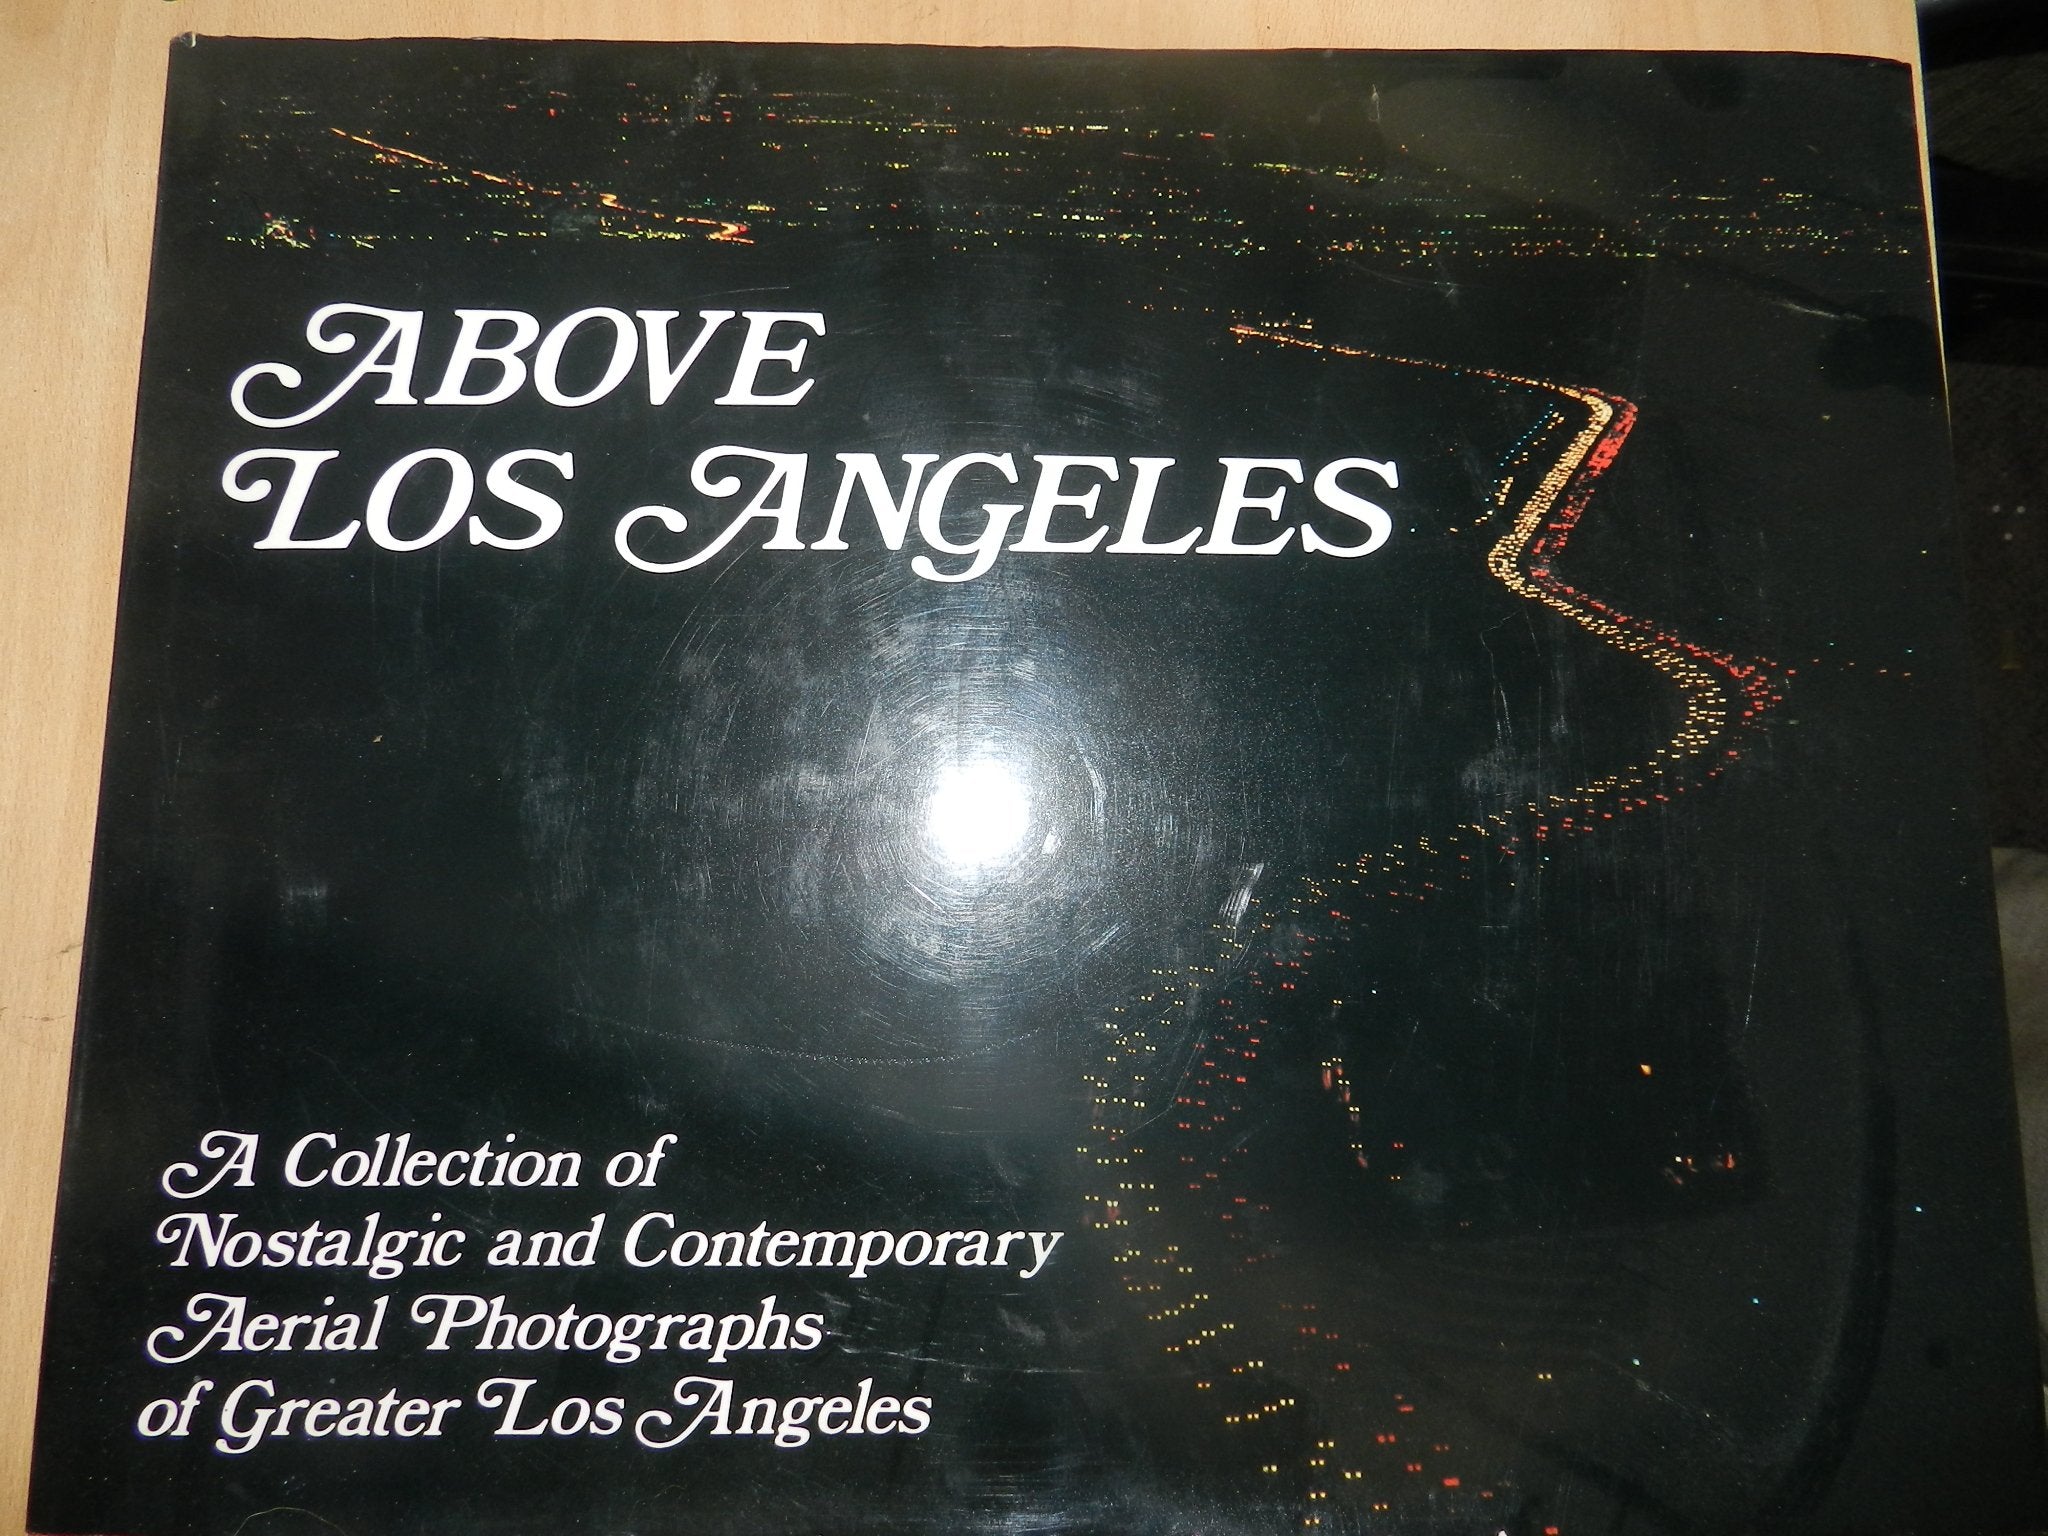 ABOVE
LOS ANGELES
A Collection of
Nostalgic and Contemporary
Aerial Photographs
of Greater Los Angeles